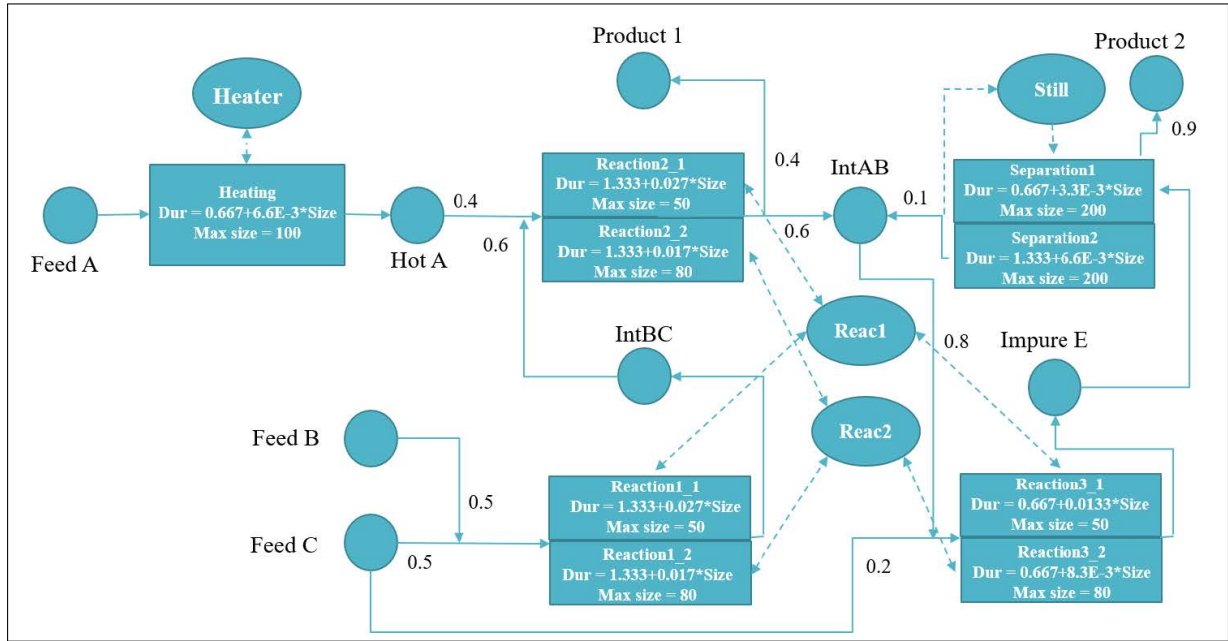 Product 1
Product 2
Heater
Still
0.9
Heating
Dur = 0.667+6.6E-3*Size
Max size = 100
Reaction2_1
Dur = 1.333+0.027*Size
Max size = 50
Reaction2_2
Dur = 1.333+0.017*Size
Max size = 80
0.4
IntAB
Separation1
Dur = 0.667+3.3E-3*Size
Max size = 200
Separation2
Dur = 1.333+6.6E-3*Size
Max size = 200
0.4
0.1
0.6
0.6
Feed A
Hot A
Reac1
0.8
Impure E
IntBC
Reac2
Feed B
Feed C
0.5
0.5
Reaction1_1
Dur = 1.333+0.027*Size
Max size = 50
Reaction1_2
Dur = 1.333+0.017*Size
Max size = 80
0.2
Reaction3_1
Dur = 0.667+0.0133*Size
Max size = 50
Reaction3_2
Dur = 0.667+8.3E-3*Size
Max size = 80